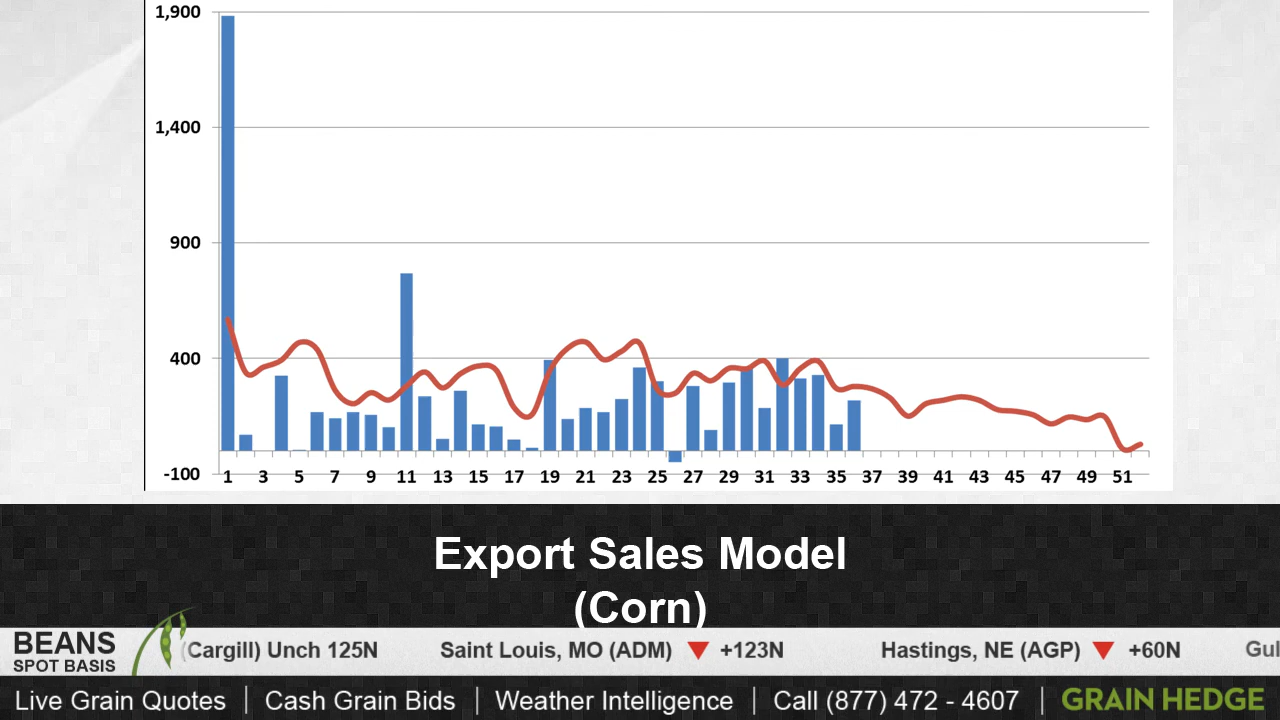 1,900
1,400
900
400
-100
1 3 5 7 9 11 13 15 17 19 21 23 25 27 29 31 33 35 37 39 41 43 45 47 49 51
Export Sales Model
(Corn)
BEANS
SPOT BASIS
(Cargill) Unch 125N Saint Louis, MO (ADM) +123N Hastings, NE (AGP) +60N
Live Grain Quotes | Cash Grain Bids | Weather Intelligence | Call (877) 472 - 4607 | GRAIN HEDGE